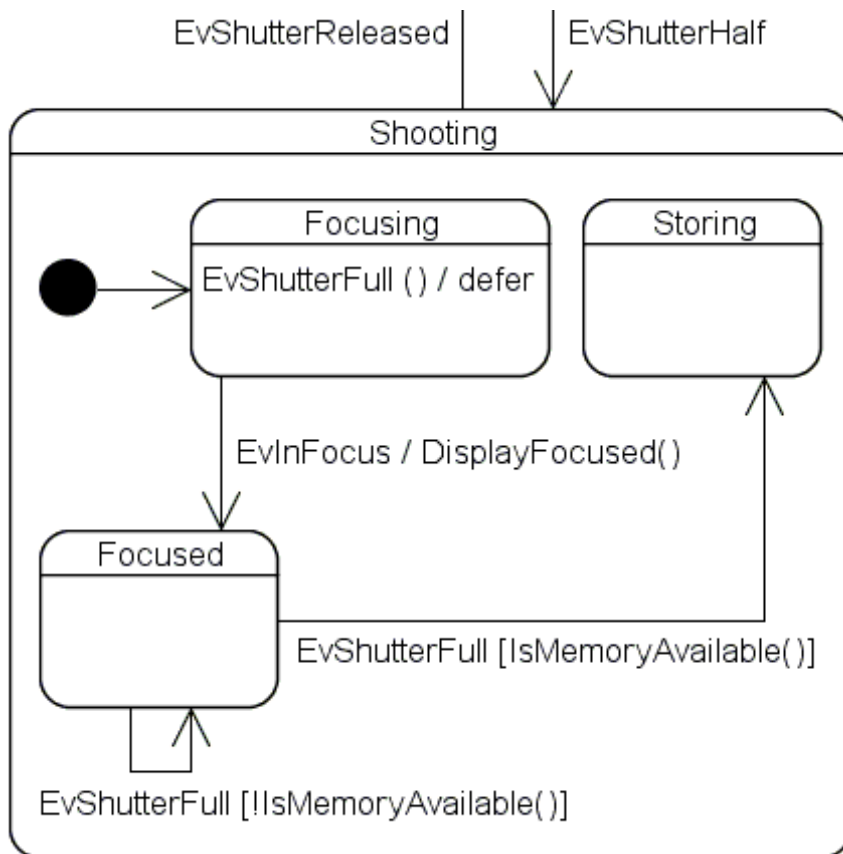 EvShutterReleased
EvShutterHalf
Shooting
Focusing
Storing
EvShutterFull () / defer
EvInFocus / DisplayFocused()
Focused
EvShutterFull [IsMemoryAvailable()]
EvShutterFull [!IsMemoryAvailable()]